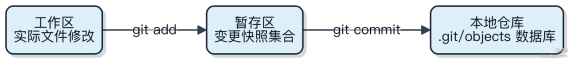 工作区
实际文件修改
git add
暂存区
变更快照集合
git commit
本地仓库
.git/objects 数据库